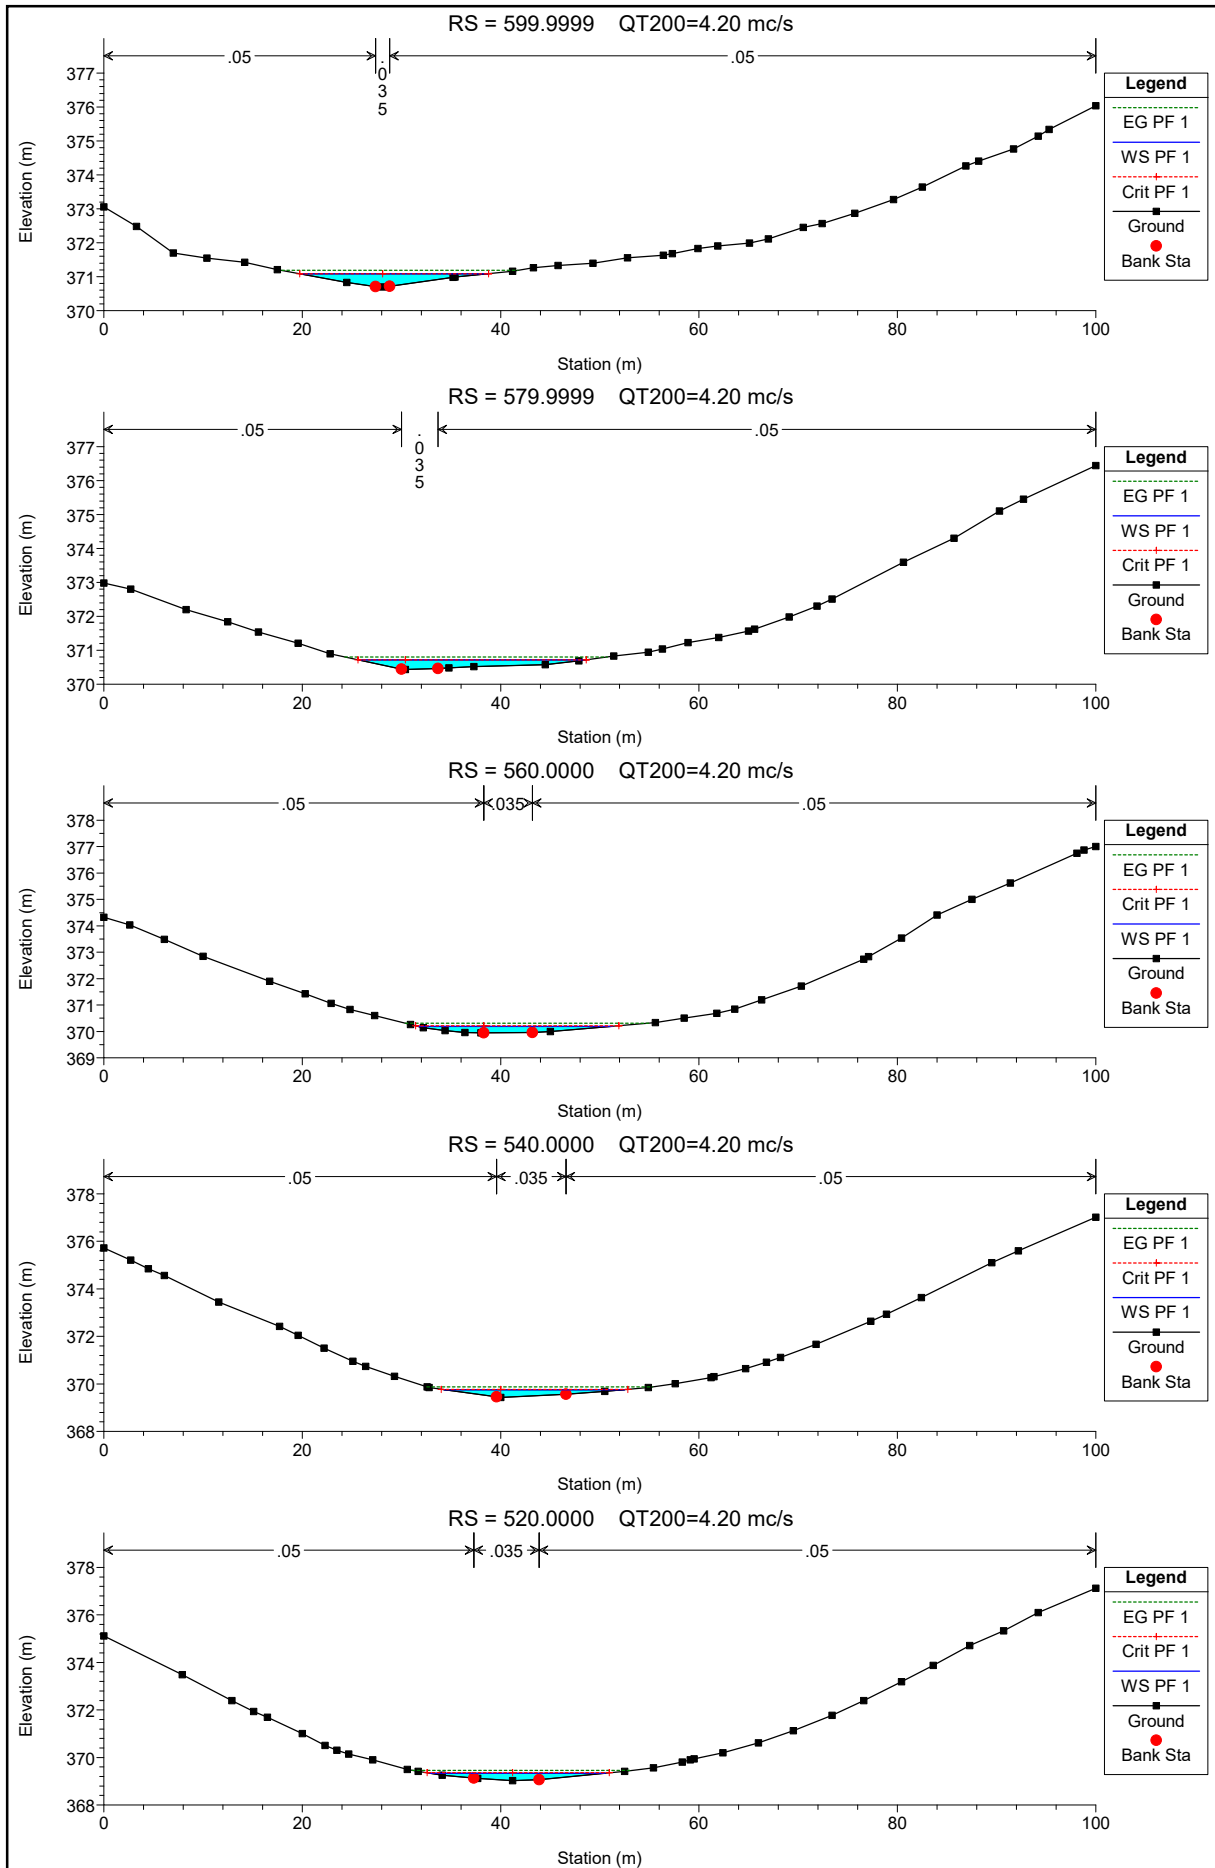 RS = 599.9999 QT200=4.20 mc/s
.05
.035
.05
Elevation (m)
377
376
375
374
373
372
371
370
0
20
40
60
80
100
Station (m)
Legend
EG PF 1
WS PF 1
Crit PF 1
Ground
Bank Sta
RS = 579.9999 QT200=4.20 mc/s
.05
.035
.05
Elevation (m)
377
376
375
374
373
372
371
370
0
20
40
60
80
100
Station (m)
Legend
EG PF 1
WS PF 1
Crit PF 1
Ground
Bank Sta
RS = 560.0000 QT200=4.20 mc/s
.05
.035
.05
Elevation (m)
378
377
376
375
374
373
372
371
370
369
0
20
40
60
80
100
Station (m)
Legend
EG PF 1
Crit PF 1
WS PF 1
Ground
Bank Sta
RS = 540.0000 QT200=4.20 mc/s
.05
.035
.05
Elevation (m)
378
376
374
372
370
368
0
20
40
60
80
100
Station (m)
Legend
EG PF 1
Crit PF 1
WS PF 1
Ground
Bank Sta
RS = 520.0000 QT200=4.20 mc/s
.05
.035
.05
Elevation (m)
378
376
374
372
370
368
0
20
40
60
80
100
Station (m)
Legend
EG PF 1
Crit PF 1
WS PF 1
Ground
Bank Sta